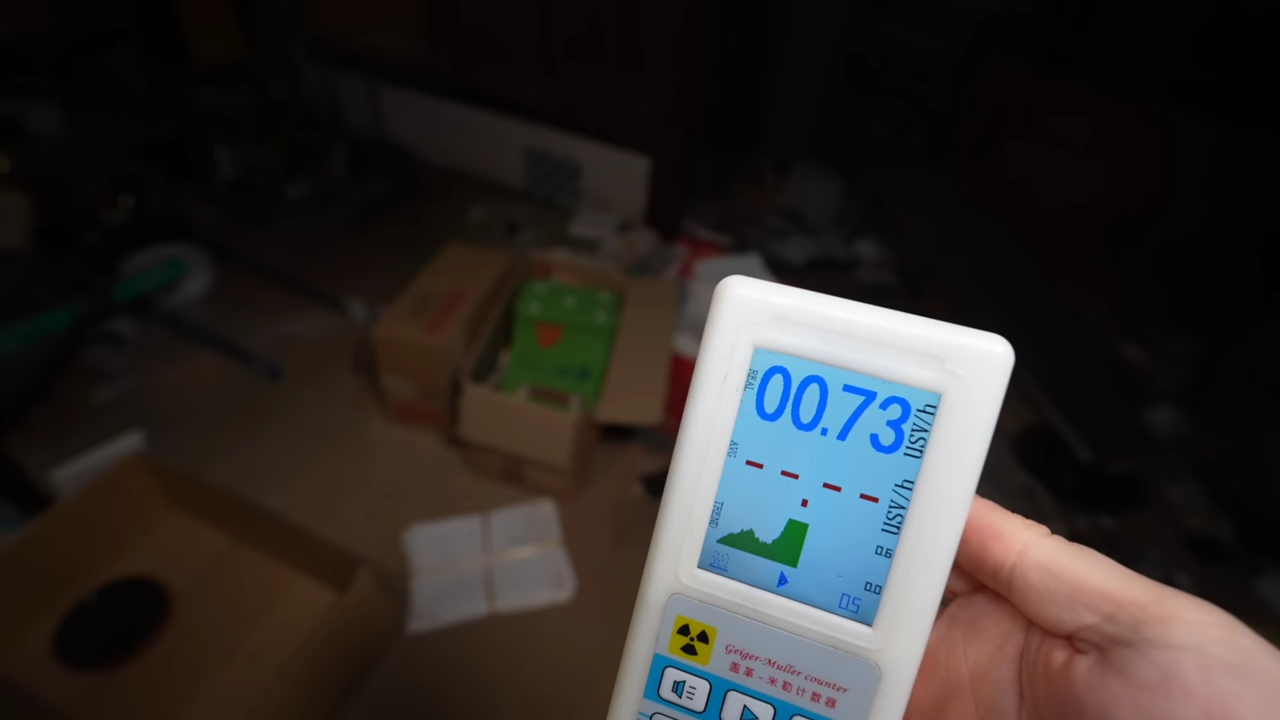 REAL
00.73
uSV/h
AVG
-- -- . -- --
uSV/h
TREND
0.6
0.0
05
Geiger-Muller counter
盖革-米勒计数器